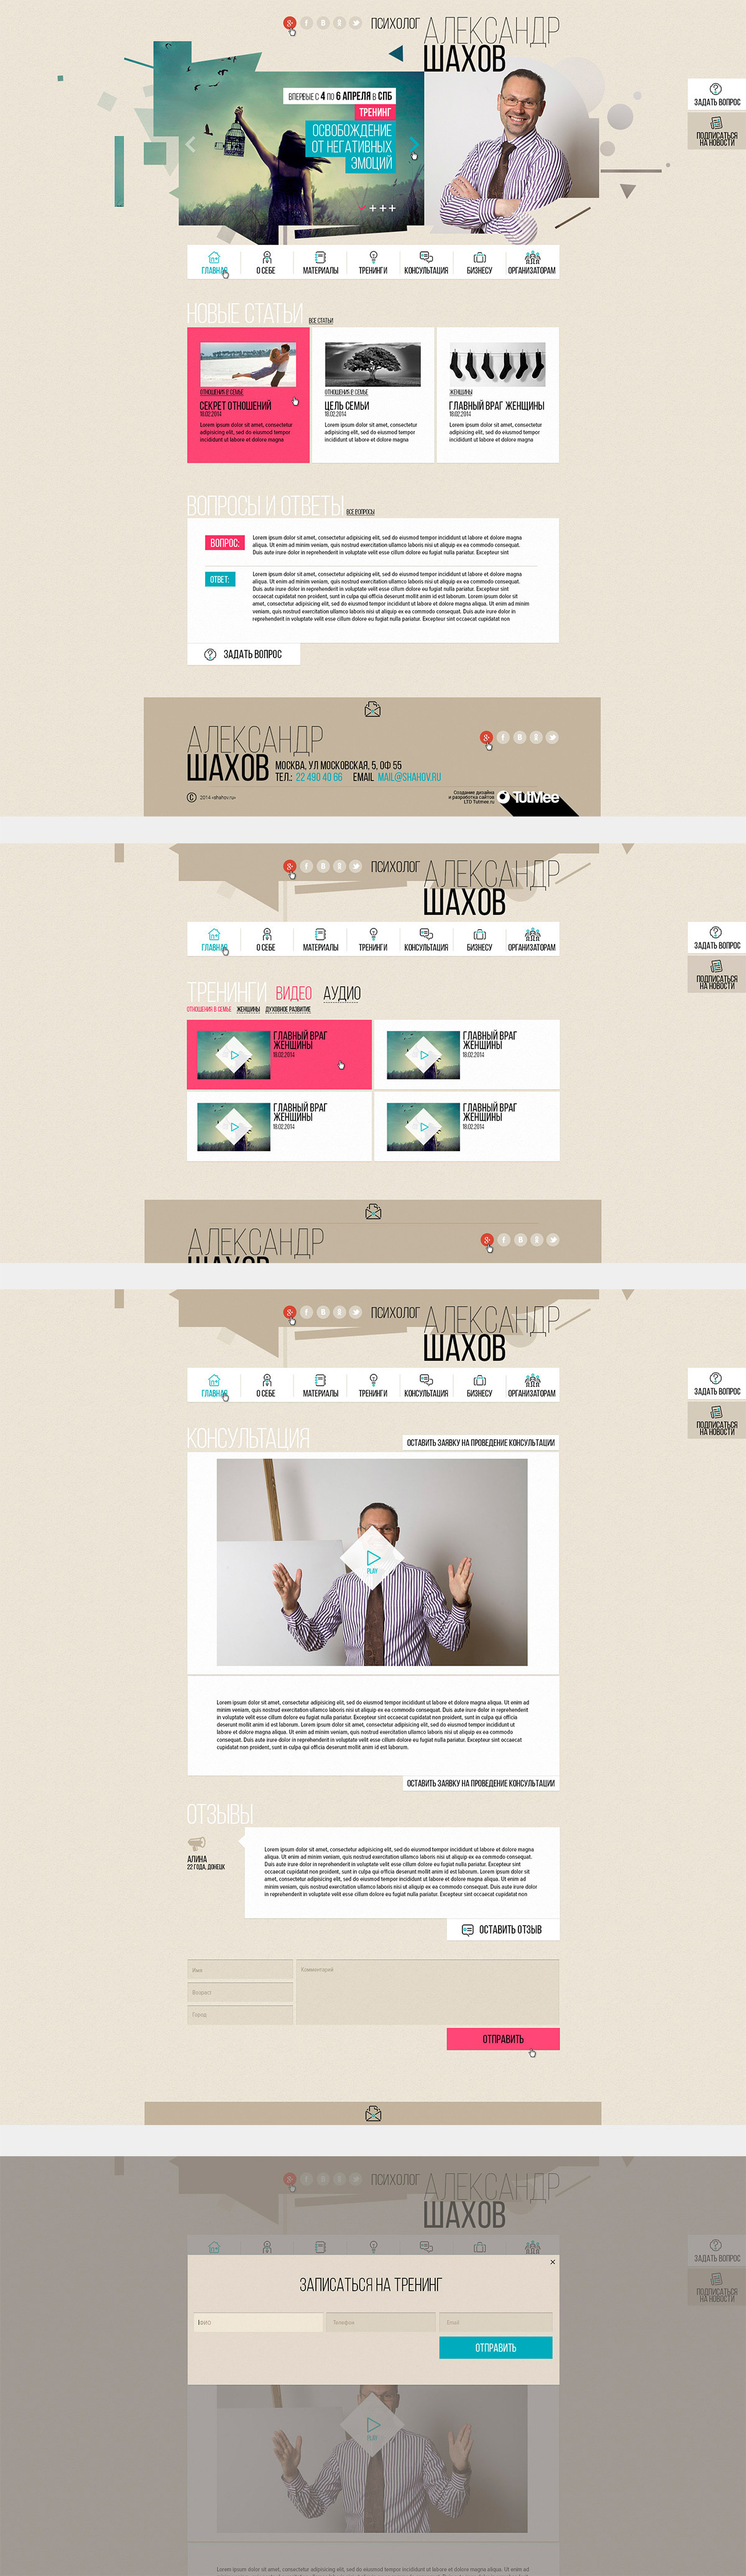 ПСИХОЛОГ АЛЕКСАНДР
ШАХОВ
ВПЕРВЫЕ С 4 ПО 6 АПРЕЛЯ В СПБ
ТРЕНИНГ
ОСВОБОЖДЕНИЕ
ОТ НЕГАТИВНЫХ
ЭМОЦИЙ
ЗАДАТЬ ВОПРОС
ПОДПИСАТЬСЯ
НА НОВОСТИ
ГЛАВНАЯ О СЕБЕ МАТЕРИАЛЫ ТРЕНИНГИ КОНСУЛЬТАЦИЯ БИЗНЕСУ ОРГАНИЗАТОРАМ
НОВЫЕ СТАТЬИ ВСЕ СТАТЬИ
ОТНОШЕНИЯ В СЕМЬЕ
СЕКРЕТ ОТНОШЕНИЙ
18.02.2014
Lorem ipsum dolor sit amet, consectetur
adipisicing elit, sed do eiusmod tempor
incididunt ut labore et dolore magna
ОТНОШЕНИЯ В СЕМЬЕ
ЦЕЛЬ СЕМЬИ
18.02.2014
Lorem ipsum dolor sit amet, consectetur
adipisicing elit, sed do eiusmod tempor
incididunt ut labore et dolore magna
ЖЕНЩИНЫ
ГЛАВНЫЙ ВРАГ ЖЕНЩИНЫ
18.02.2014
Lorem ipsum dolor sit amet, consectetur
adipisicing elit, sed do eiusmod tempor
incididunt ut labore et dolore magna
ВОПРОСЫ И ОТВЕТЫ ВСЕ ВОПРОСЫ
ВОПРОС:
Lorem ipsum dolor sit amet, consectetur adipisicing elit, sed do eiusmod tempor incididunt ut labore et dolore magna
aliqua. Ut enim ad minim veniam, quis nostrud exercitation ullamco laboris nisi ut aliquip ex ea commodo consequat.
Duis aute irure dolor in reprehenderit in voluptate velit esse cillum dolore eu fugiat nulla pariatur. Excepteur sint
ОТВЕТ:
Lorem ipsum dolor sit amet, consectetur adipisicing elit, sed do eiusmod tempor incididunt ut labore et dolore magna
aliqua. Ut enim ad minim veniam, quis nostrud exercitation ullamco laboris nisi ut aliquip ex ea commodo consequat.
Duis aute irure dolor in reprehenderit in voluptate velit esse cillum dolore eu fugiat nulla pariatur. Excepteur sint
occaecat cupidatat non proident, sunt in culpa qui officia deserunt mollit anim id est laborum. Lorem ipsum dolor sit
amet, consectetur adipisicing elit, sed do eiusmod tempor incididunt ut labore et dolore magna aliqua. Ut enim ad minim
veniam, quis nostrud exercitation ullamco laboris nisi ut aliquip ex ea commodo consequat. Duis aute irure dolor in
reprehenderit in voluptate velit esse cillum dolore eu fugiat nulla pariatur. Excepteur sint occaecat cupidatat non
ЗАДАТЬ ВОПРОС
АЛЕКСАНДР
ШАХОВ
МОСКВА, УЛ МОСКОВСКАЯ, 5, ОФ 55
ТЕЛ.: 22 490 40 66 EMAIL MAIL@SHAHOV.RU
© 2014 «shahov.ru»
Создание дизайна
и разработка сайтов
LTD Tutmee.ru
TutMee
ПСИХОЛОГ АЛЕКСАНДР
ШАХОВ
ЗАДАТЬ ВОПРОС
ПОДПИСАТЬСЯ
НА НОВОСТИ
ГЛАВНАЯ О СЕБЕ МАТЕРИАЛЫ ТРЕНИНГИ КОНСУЛЬТАЦИЯ БИЗНЕСУ ОРГАНИЗАТОРАМ
ТРЕНИНГИ ВИДЕО АУДИО
ОТНОШЕНИЯ В СЕМЬЕ ЖЕНЩИНЫ ДУХОВНОЕ РАЗВИТИЕ
ГЛАВНЫЙ ВРАГ
ЖЕНЩИНЫ
18.02.2014
ГЛАВНЫЙ ВРАГ
ЖЕНЩИНЫ
18.02.2014
ГЛАВНЫЙ ВРАГ
ЖЕНЩИНЫ
18.02.2014
ГЛАВНЫЙ ВРАГ
ЖЕНЩИНЫ
18.02.2014
АЛЕКСАНДР
ШАХОВ
ПСИХОЛОГ АЛЕКСАНДР
ШАХОВ
ЗАДАТЬ ВОПРОС
ПОДПИСАТЬСЯ
НА НОВОСТИ
ГЛАВНАЯ О СЕБЕ МАТЕРИАЛЫ ТРЕНИНГИ КОНСУЛЬТАЦИЯ БИЗНЕСУ ОРГАНИЗАТОРАМ
КОНСУЛЬТАЦИЯ
ОСТАВИТЬ ЗАЯВКУ НА ПРОВЕДЕНИЕ КОНСУЛЬТАЦИИ
PLAY
Lorem ipsum dolor sit amet, consectetur adipisicing elit, sed do eiusmod tempor incididunt ut labore et dolore magna aliqua. Ut enim ad
minim veniam, quis nostrud exercitation ullamco laboris nisi ut aliquip ex ea commodo consequat. Duis aute irure dolor in reprehenderit
in voluptate velit esse cillum dolore eu fugiat nulla pariatur. Excepteur sint occaecat cupidatat non proident, sunt in culpa qui officia
deserunt mollit anim id est laborum. Lorem ipsum dolor sit amet, consectetur adipisicing elit, sed do eiusmod tempor incididunt ut
labore et dolore magna aliqua. Ut enim ad minim veniam, quis nostrud exercitation ullamco laboris nisi ut aliquip ex ea commodo
consequat. Duis aute irure dolor in reprehenderit in voluptate velit esse cillum dolore eu fugiat nulla pariatur. Excepteur sint occaecat
cupidatat non proident, sunt in culpa qui officia deserunt mollit anim id est laborum.
ОСТАВИТЬ ЗАЯВКУ НА ПРОВЕДЕНИЕ КОНСУЛЬТАЦИИ
ОТЗЫВЫ
АЛИНА
22 ГОДА, ДОНЕЦК
Lorem ipsum dolor sit amet, consectetur adipisicing elit, sed do eiusmod tempor incididunt ut labore et dolore magna
aliqua. Ut enim ad minim veniam, quis nostrud exercitation ullamco laboris nisi ut aliquip ex ea commodo consequat.
Duis aute irure dolor in reprehenderit in voluptate velit esse cillum dolore eu fugiat nulla pariatur. Excepteur sint
occaecat cupidatat non proident, sunt in culpa qui officia deserunt mollit anim id est laborum. Lorem ipsum dolor sit
amet, consectetur adipisicing elit, sed do eiusmod tempor incididunt ut labore et dolore magna aliqua. Ut enim ad
minim veniam, quis nostrud exercitation ullamco laboris nisi ut aliquip ex ea commodo consequat. Duis aute irure dolor
in reprehenderit in voluptate velit esse cillum dolore eu fugiat nulla pariatur. Excepteur sint occaecat cupidatat non
ОСТАВИТЬ ОТЗЫВ
Имя
Возраст
Город
Комментарий
ОТПРАВИТЬ
ПСИХОЛОГ АЛЕКСАНДР
ШАХОВ
ЗАДАТЬ ВОПРОС
ПОДПИСАТЬСЯ
НА НОВОСТИ
ЗАПИСАТЬСЯ НА ТРЕНИНГ
Телефон
Email
ОТПРАВИТЬ
PLAY
Lorem ipsum dolor sit amet, consectetur adipisicing elit, sed do eiusmod tempor incididunt ut labore et dolore magna aliqua. Ut enim ad